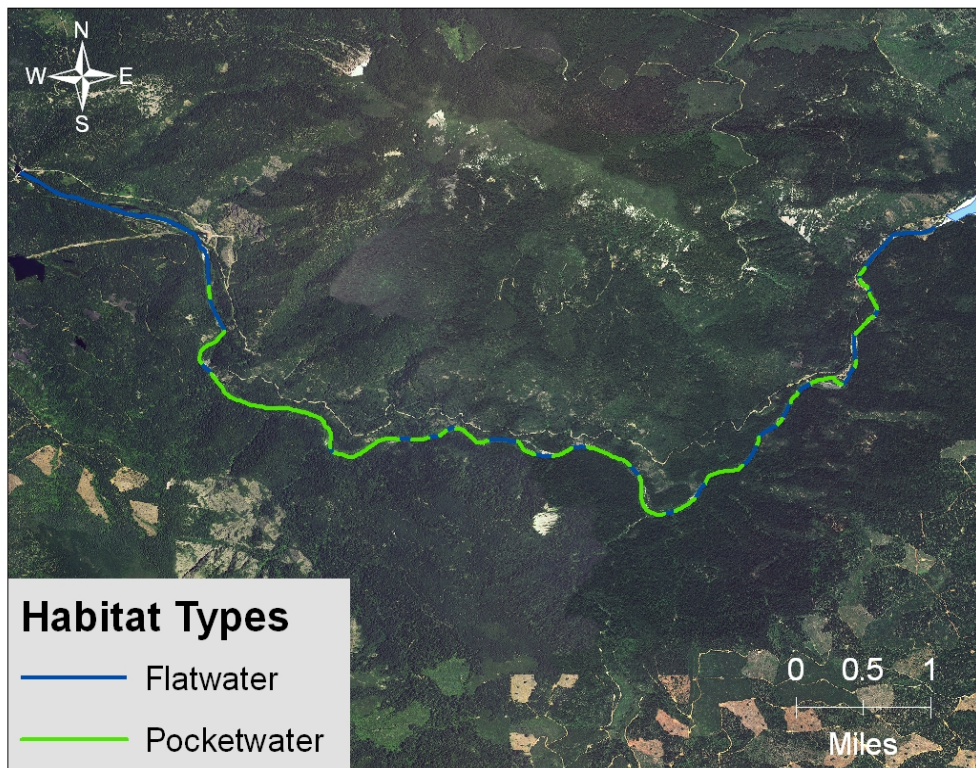 N
W E
S
Habitat Types
Flatwater
Pocketwater
0 0.5 1
Miles